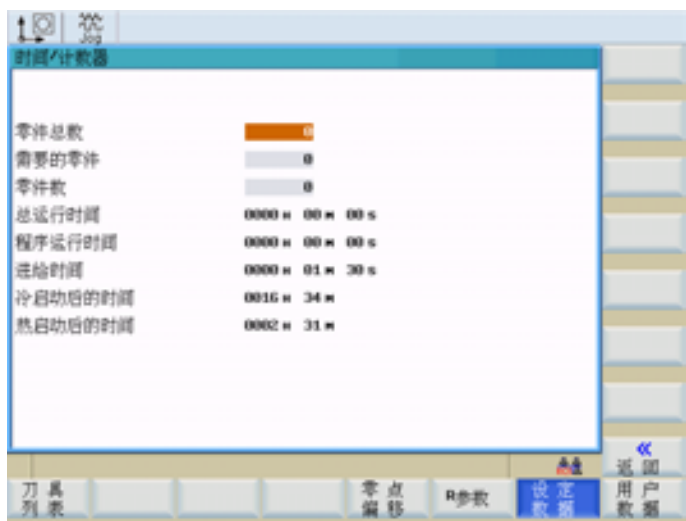 Jog
时间/计数器
零件总数 0
需要的零件 0
零件数 0
总运行时间 0000 H 00 M 00 S
程序运行时间 0000 H 00 M 00 S
进给时间 0000 H 01 M 30 S
冷启动后的时间 0016 H 34 M
热启动后的时间 0002 H 31 M
«
返回
刀具列表
零点偏移
R参数
设定数据
用户数据